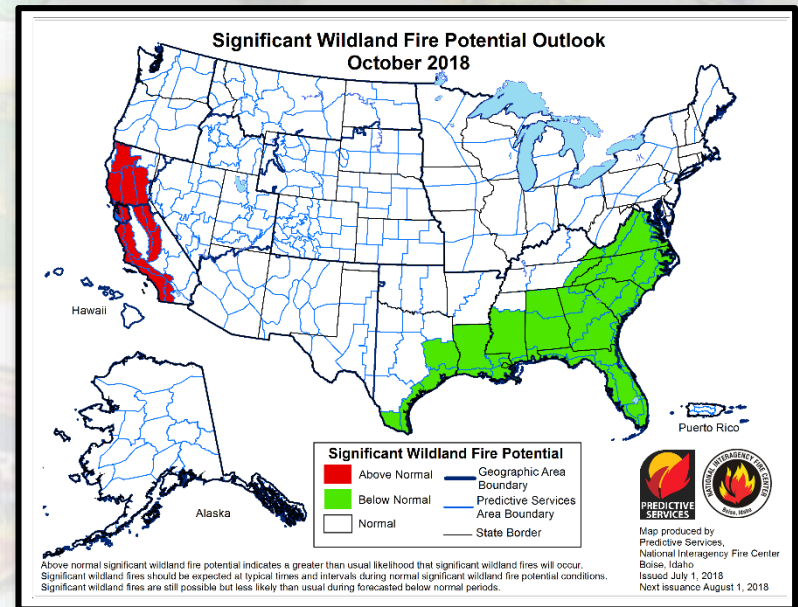 Significant Wildland Fire Potential Outlook
October 2018
Hawaii
Puerto Rico
Alaska
Significant Wildland Fire Potential
Above Normal
Below Normal
Normal
Geographic Area
Boundary
Predictive Services
Area Boundary
State Border
PREDICTIVE
SERVICES
NATIONAL INTERAGENCY FIRE CENTER
Boise, Idaho
Map produced by
Predictive Services,
National Interagency Fire Center
Boise, Idaho
Issued July 1, 2018
Next issuance August 1, 2018
Above normal significant wildland fire potential indicates a greater than usual likelihood that significant wildland fires will occur.
Significant wildland fires should be expected at typical times and intervals during normal significant wildland fire potential conditions.
Significant wildland fires are still possible but less likely than usual during forecasted below normal periods.